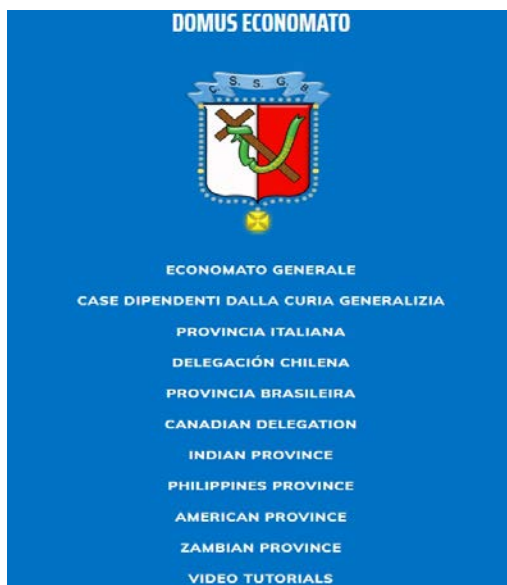 DOMUS ECONOMATO
C. S. S. G. B
ECONOMATO GENERALE
CASE DIPENDENTI DALLA CURIA GENERALIZIA
PROVINCIA ITALIANA
DELEGACIÓN CHILENA
PROVINCIA BRASILEIRA
CANADIAN DELEGATION
INDIAN PROVINCE
PHILIPPINES PROVINCE
AMERICAN PROVINCE
ZAMBIAN PROVINCE
VIDEO TUTORIALS